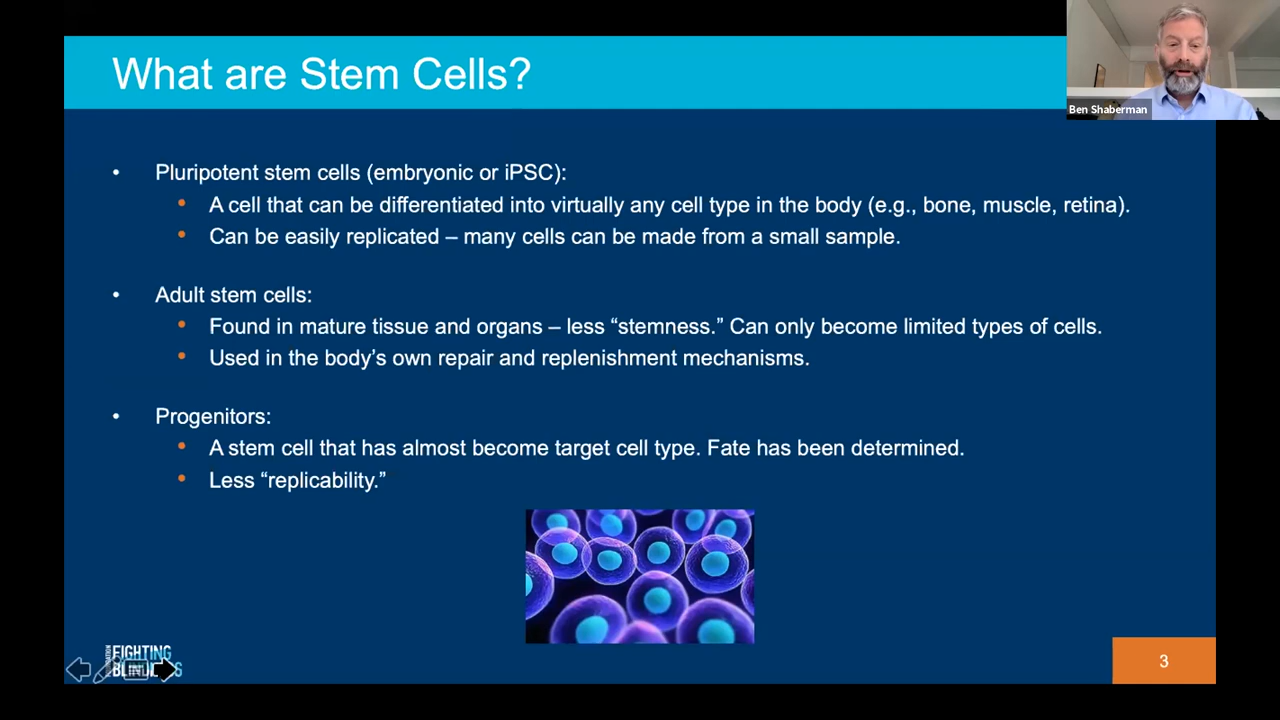 What are Stem Cells?
Ben Shaberman
• Pluripotent stem cells (embryonic or iPSC):
• A cell that can be differentiated into virtually any cell type in the body (e.g., bone, muscle, retina).
• Can be easily replicated – many cells can be made from a small sample.
• Adult stem cells:
• Found in mature tissue and organs – less “stemness.” Can only become limited types of cells.
• Used in the body’s own repair and replenishment mechanisms.
• Progenitors:
• A stem cell that has almost become target cell type. Fate has been determined.
• Less “replicability.”
FIGHTING
3